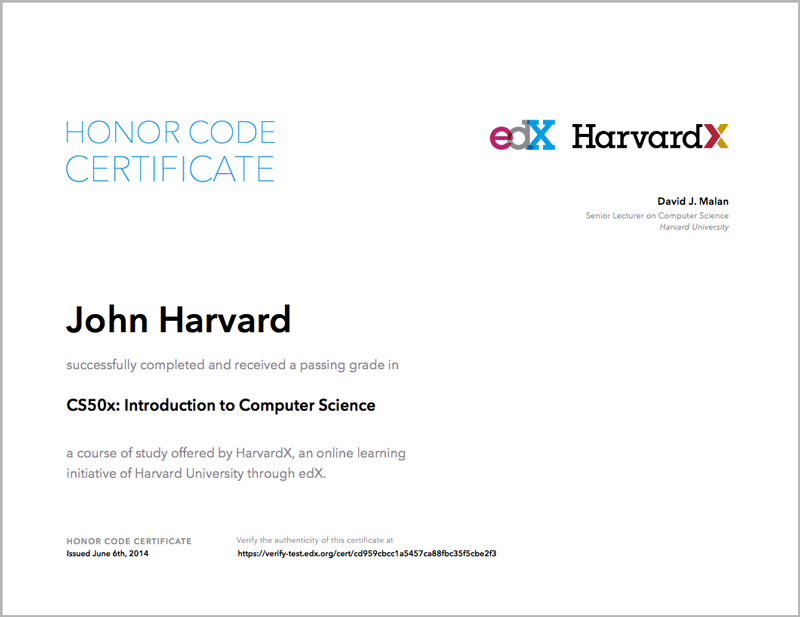 HONOR CODE
CERTIFICATE
edX HarvardX
David J. Malan
Senior Lecturer on Computer Science
Harvard University
John Harvard
successfully completed and received a passing grade in
CS50x: Introduction to Computer Science
a course of study offered by HarvardX, an online learning
initiative of Harvard University through edX.
HONOR CODE CERTIFICATE
Issued June 6th, 2014
Verify the authenticity of this certificate at
https://verify-test.edx.org/cert/cd959cbcc1a5457ca88fbc35f5cbe2f3